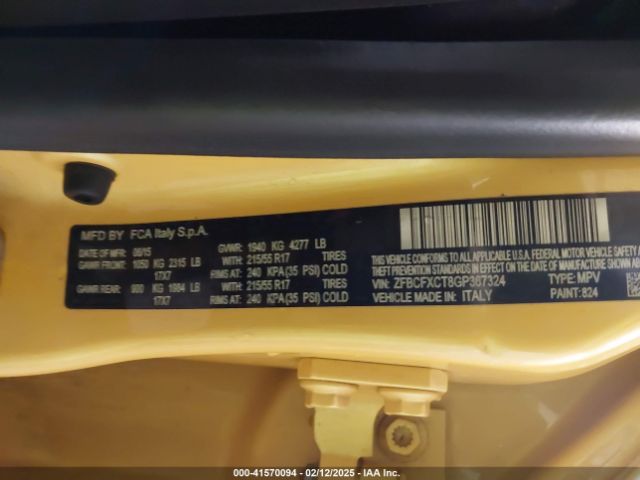 MFD BY FCA Italy S.p.A.
DATE OF MFR 06/15 GVWR: 1940 KG 4277 LB
GAWR FRONT: 1050 KG 2315 LB WITH: 215/55 R17 TIRES
17X7 RIMS AT: 240 KPA(35 PSI) COLD
GAWR REAR: 900 KG 1984 LB WITH: 215/55 R17 TIRES
17X7 RIMS AT: 240 KPA(35 PSI) COLD
THIS VEHICLE CONFORMS TO ALL APPLICABLE U.S. FEDERAL MOTOR VEHICLE SAFETY
THEFT PREVENTION STANDARDS IN EFFECT ON THE DATE OF MANUFACTURE SHOWN
VIN: ZFBCFXCT8GP367324 TYPE: MPV
VEHICLE MADE IN: ITALY PAINT: 824
000-41570094 - 02/12/2025 - IAA Inc.